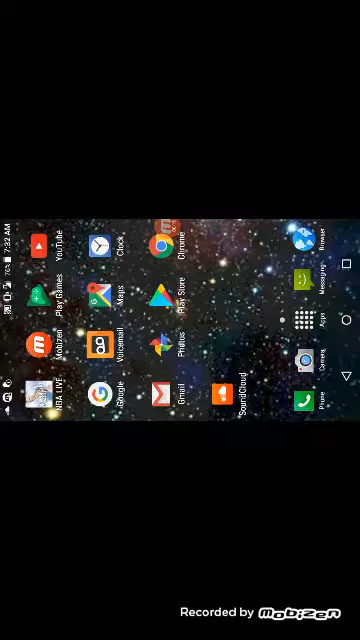 76% 7:32 AM
NBA LIVE Mobizen Play Games YouTube
Google Voicemail Maps Clock
Gmail Photos Play Store Chrome
SoundCloud
Phone Camera Apps Messaging Browser
Recorded by mobizen